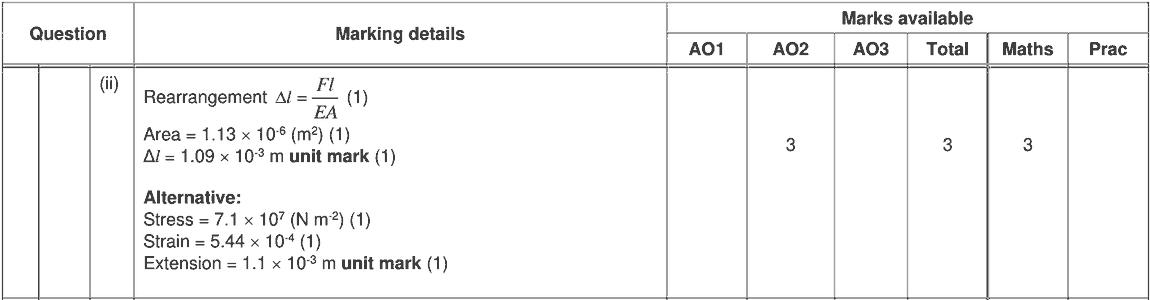 Question Marking details Marks available
AO1 AO2 AO3 Total Maths Prac
(ii)
Rearrangement Δl = Fl/EA (1)
Area = 1.13 × 10⁻⁶ (m²) (1)
Δl = 1.09 × 10⁻³ m unit mark (1)
3 3 3
Alternative:
Stress = 7.1 × 10⁷ (N m⁻²) (1)
Strain = 5.44 × 10⁻⁴ (1)
Extension = 1.1 × 10⁻³ m unit mark (1)